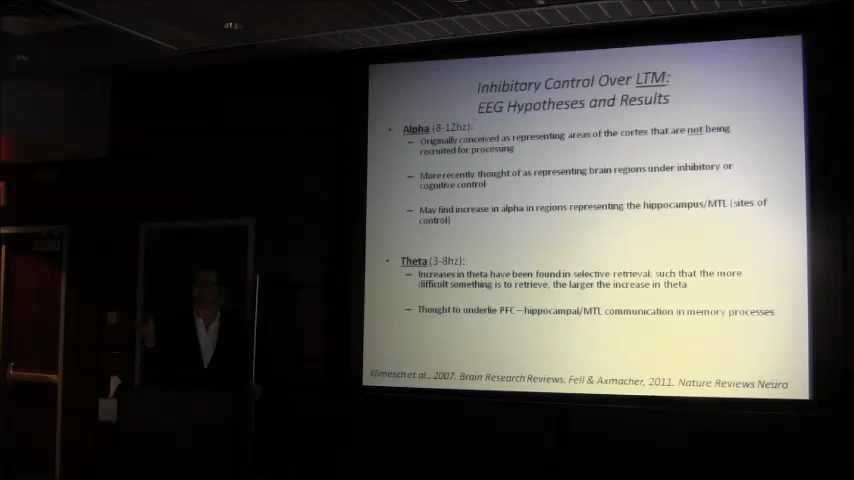 Inhibitory Control Over LTM:
EEG Hypotheses and Results
• Alpha (8-12hz):
– Originally conceived as representing areas of the cortex that are not being
recruited for processing
– More recently thought of as representing brain regions under inhibitory or
cognitive control
– May find increase in alpha in regions representing the hippocampus/MTL (sites of
control)
• Theta (3-8hz):
– Increases in theta have been found in selective retrieval, such that the more
difficult something is to retrieve, the larger the increase in theta
– Thought to underlie PFC – hippocampal/MTL communication in memory processes
Klimesch et al., 2007. Brain Research Reviews. Fell & Axmacher, 2011. Nature Reviews Neuro